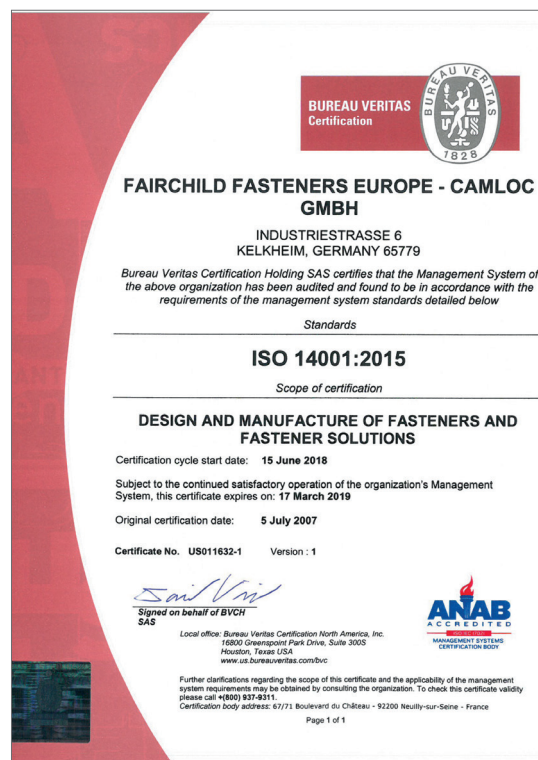 BUREAU VERITAS
Certification
BUREAU VERITAS
1828
FAIRCHILD FASTENERS EUROPE - CAMLOC
GMBH
INDUSTRIESTRASSE 6
KELKHEIM, GERMANY 65779
Bureau Veritas Certification Holding SAS certifies that the Management System of
the above organization has been audited and found to be in accordance with the
requirements of the management system standards detailed below
Standards
ISO 14001:2015
Scope of certification
DESIGN AND MANUFACTURE OF FASTENERS AND
FASTENER SOLUTIONS
Certification cycle start date: 15 June 2018
Subject to the continued satisfactory operation of the organization's Management
System, this certificate expires on: 17 March 2019
Original certification date: 5 July 2007
Certificate No. US011632-1 Version : 1
Signed on behalf of BVCH
SAS
Local office: Bureau Veritas Certification North America, Inc.
16800 Greenspoint Park Drive, Suite 300S
Houston, Texas USA
www.us.bureauveritas.com/bvc
ANAB
ACCREDITED
MANAGEMENT SYSTEMS
CERTIFICATION BODY
Further clarifications regarding the scope of this certificate and the applicability of the management
system requirements may be obtained by consulting the organization. To check this certificate validity
please call +(800) 937-9311.
Certification body address: 67/71 Boulevard du Château - 92200 Neuilly-sur-Seine - France
Page 1 of 1